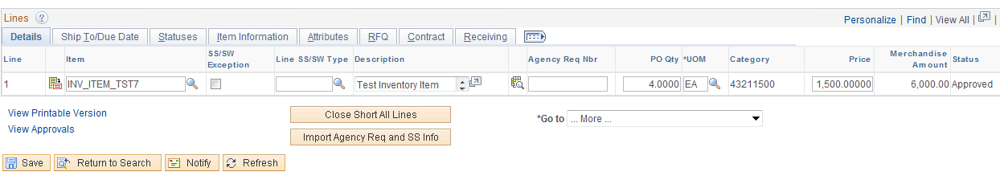 Lines ?
Personalize | Find | View All | |
Details Ship To/Due Date Statuses Item Information Attributes RFQ Contract Receiving
Line Item SS/SW Exception Line SS/SW Type Description Agency Req Nbr PO Qty *UOM Category Price Merchandise Amount Status
1 INV_ITEM_TST7 Test Inventory Item 4.0000 EA 43211500 1,500.00000 6,000.00 Approved
View Printable Version
View Approvals
Close Short All Lines
Import Agency Req and SS Info
*Go to ... More ...
Save Return to Search Notify Refresh